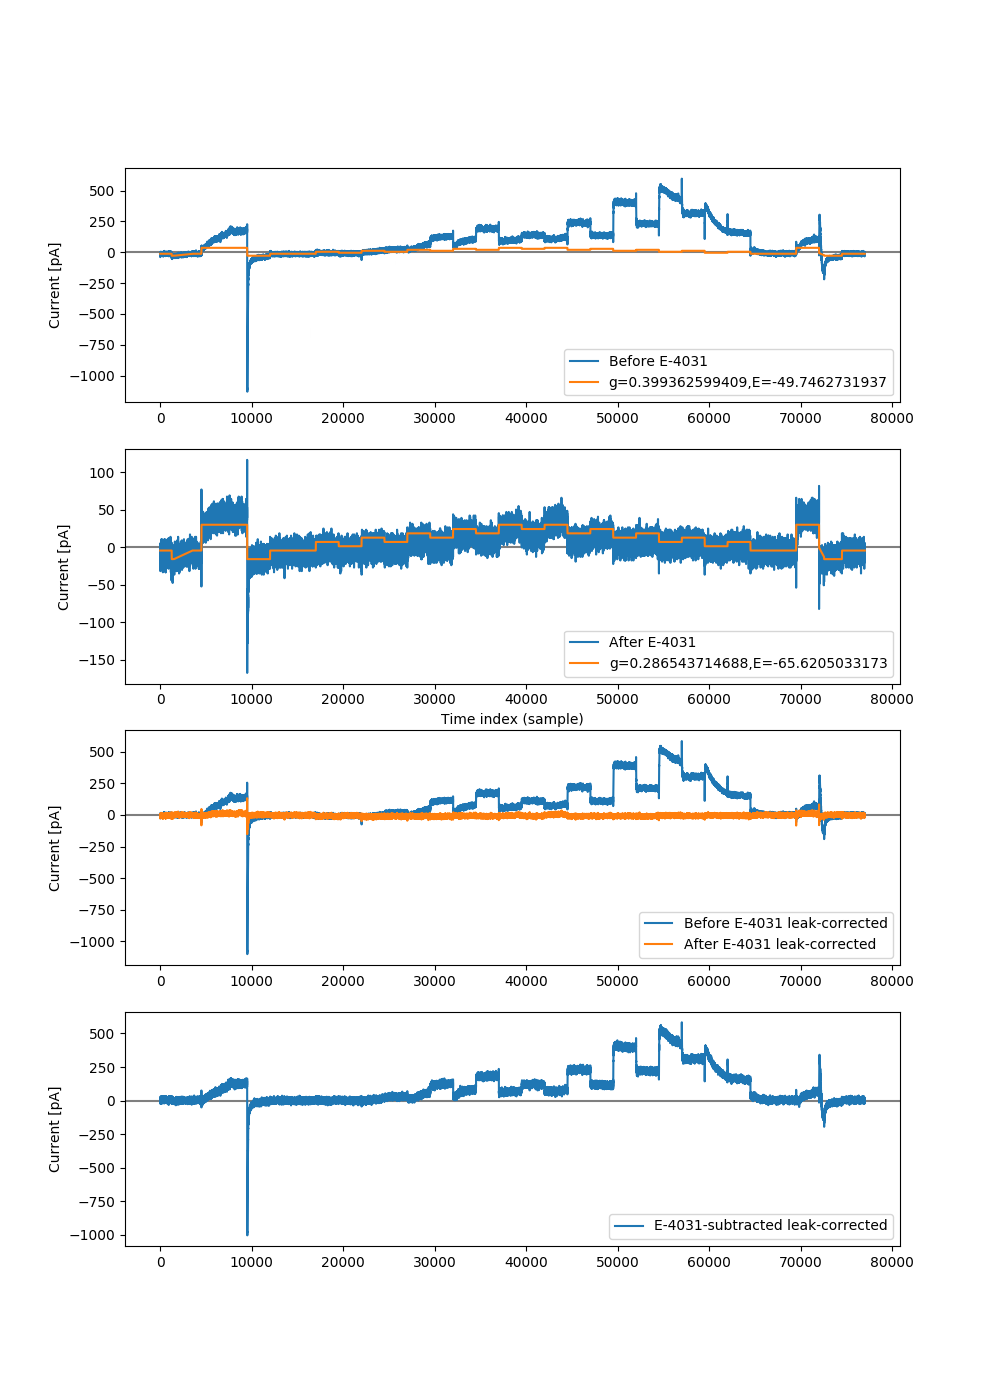 500
250
0
−250
−500
−750
−1000
Current [pA]
Before E-4031
g=0.399362599409,E=-49.7462731937
0 10000 20000 30000 40000 50000 60000 70000 80000
100
50
0
−50
−100
−150
Current [pA]
After E-4031
g=0.286543714688,E=-65.6205033173
0 10000 20000 30000 40000 50000 60000 70000 80000
Time index (sample)
500
250
0
−250
−500
−750
−1000
Current [pA]
Before E-4031 leak-corrected
After E-4031 leak-corrected
0 10000 20000 30000 40000 50000 60000 70000 80000
500
250
0
−250
−500
−750
−1000
Current [pA]
E-4031-subtracted leak-corrected
0 10000 20000 30000 40000 50000 60000 70000 80000